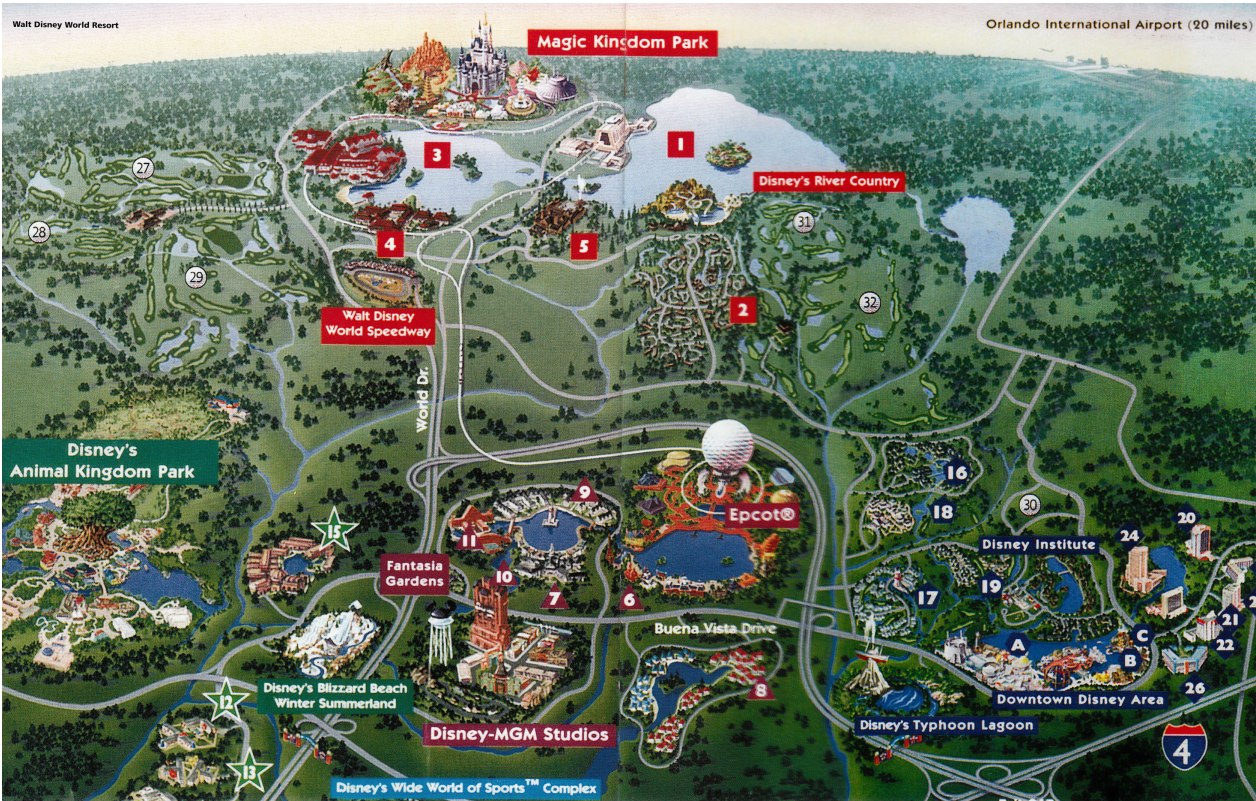 Walt Disney World Resort
Orlando International Airport (20 miles)
Magic Kingdom Park
1
3
27
Disney's River Country
28
31
4
5
29
32
2
Walt Disney
World Speedway
World Dr.
Disney's
Animal Kingdom Park
16
9
30
18
Epcot®
20
15
11
24
Disney Institute
Fantasia
Gardens
10
19
7
6
17
21
Buena Vista Drive
A
C
22
B
8
26
Disney's Blizzard Beach
Winter Summerland
12
Downtown Disney Area
Disney's Typhoon Lagoon
Disney-MGM Studios
4
13
Disney's Wide World of Sports™ Complex